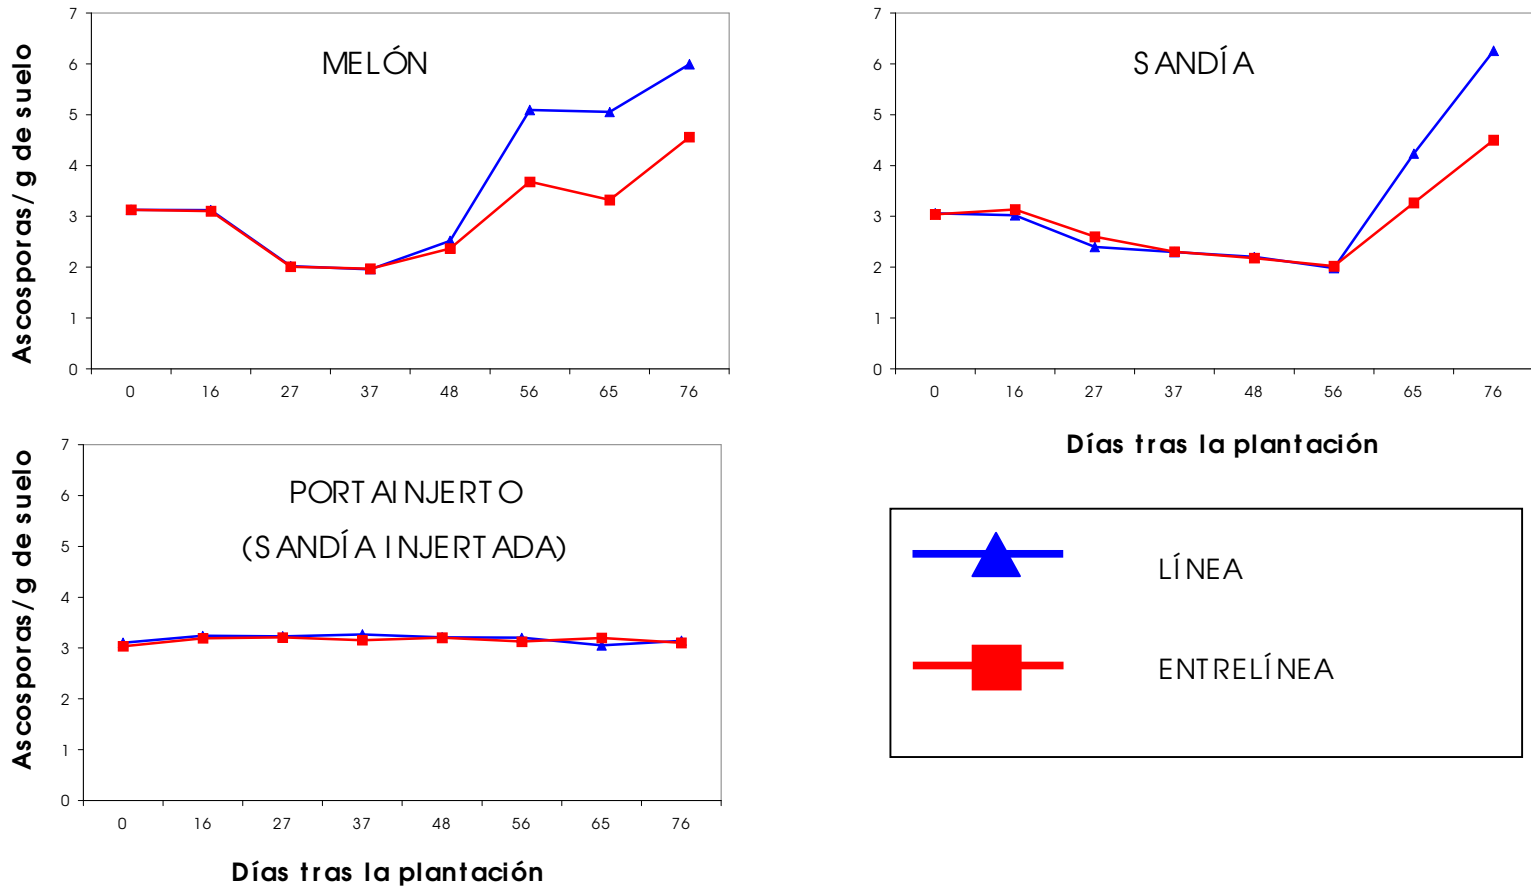 MELÓN
Ascosporas/ g de suelo
7
6
5
4
3
2
1
0
0 16 27 37 48 56 65 76
SANDÍA
7
6
5
4
3
2
1
0
0 16 27 37 48 56 65 76
Días tras la plantación
PORTAINJERTO
(SANDÍA INJERTADA)
Ascosporas/ g de suelo
7
6
5
4
3
2
1
0
0 16 27 37 48 56 65 76
Días tras la plantación
LÍNEA
ENTRELÍNEA